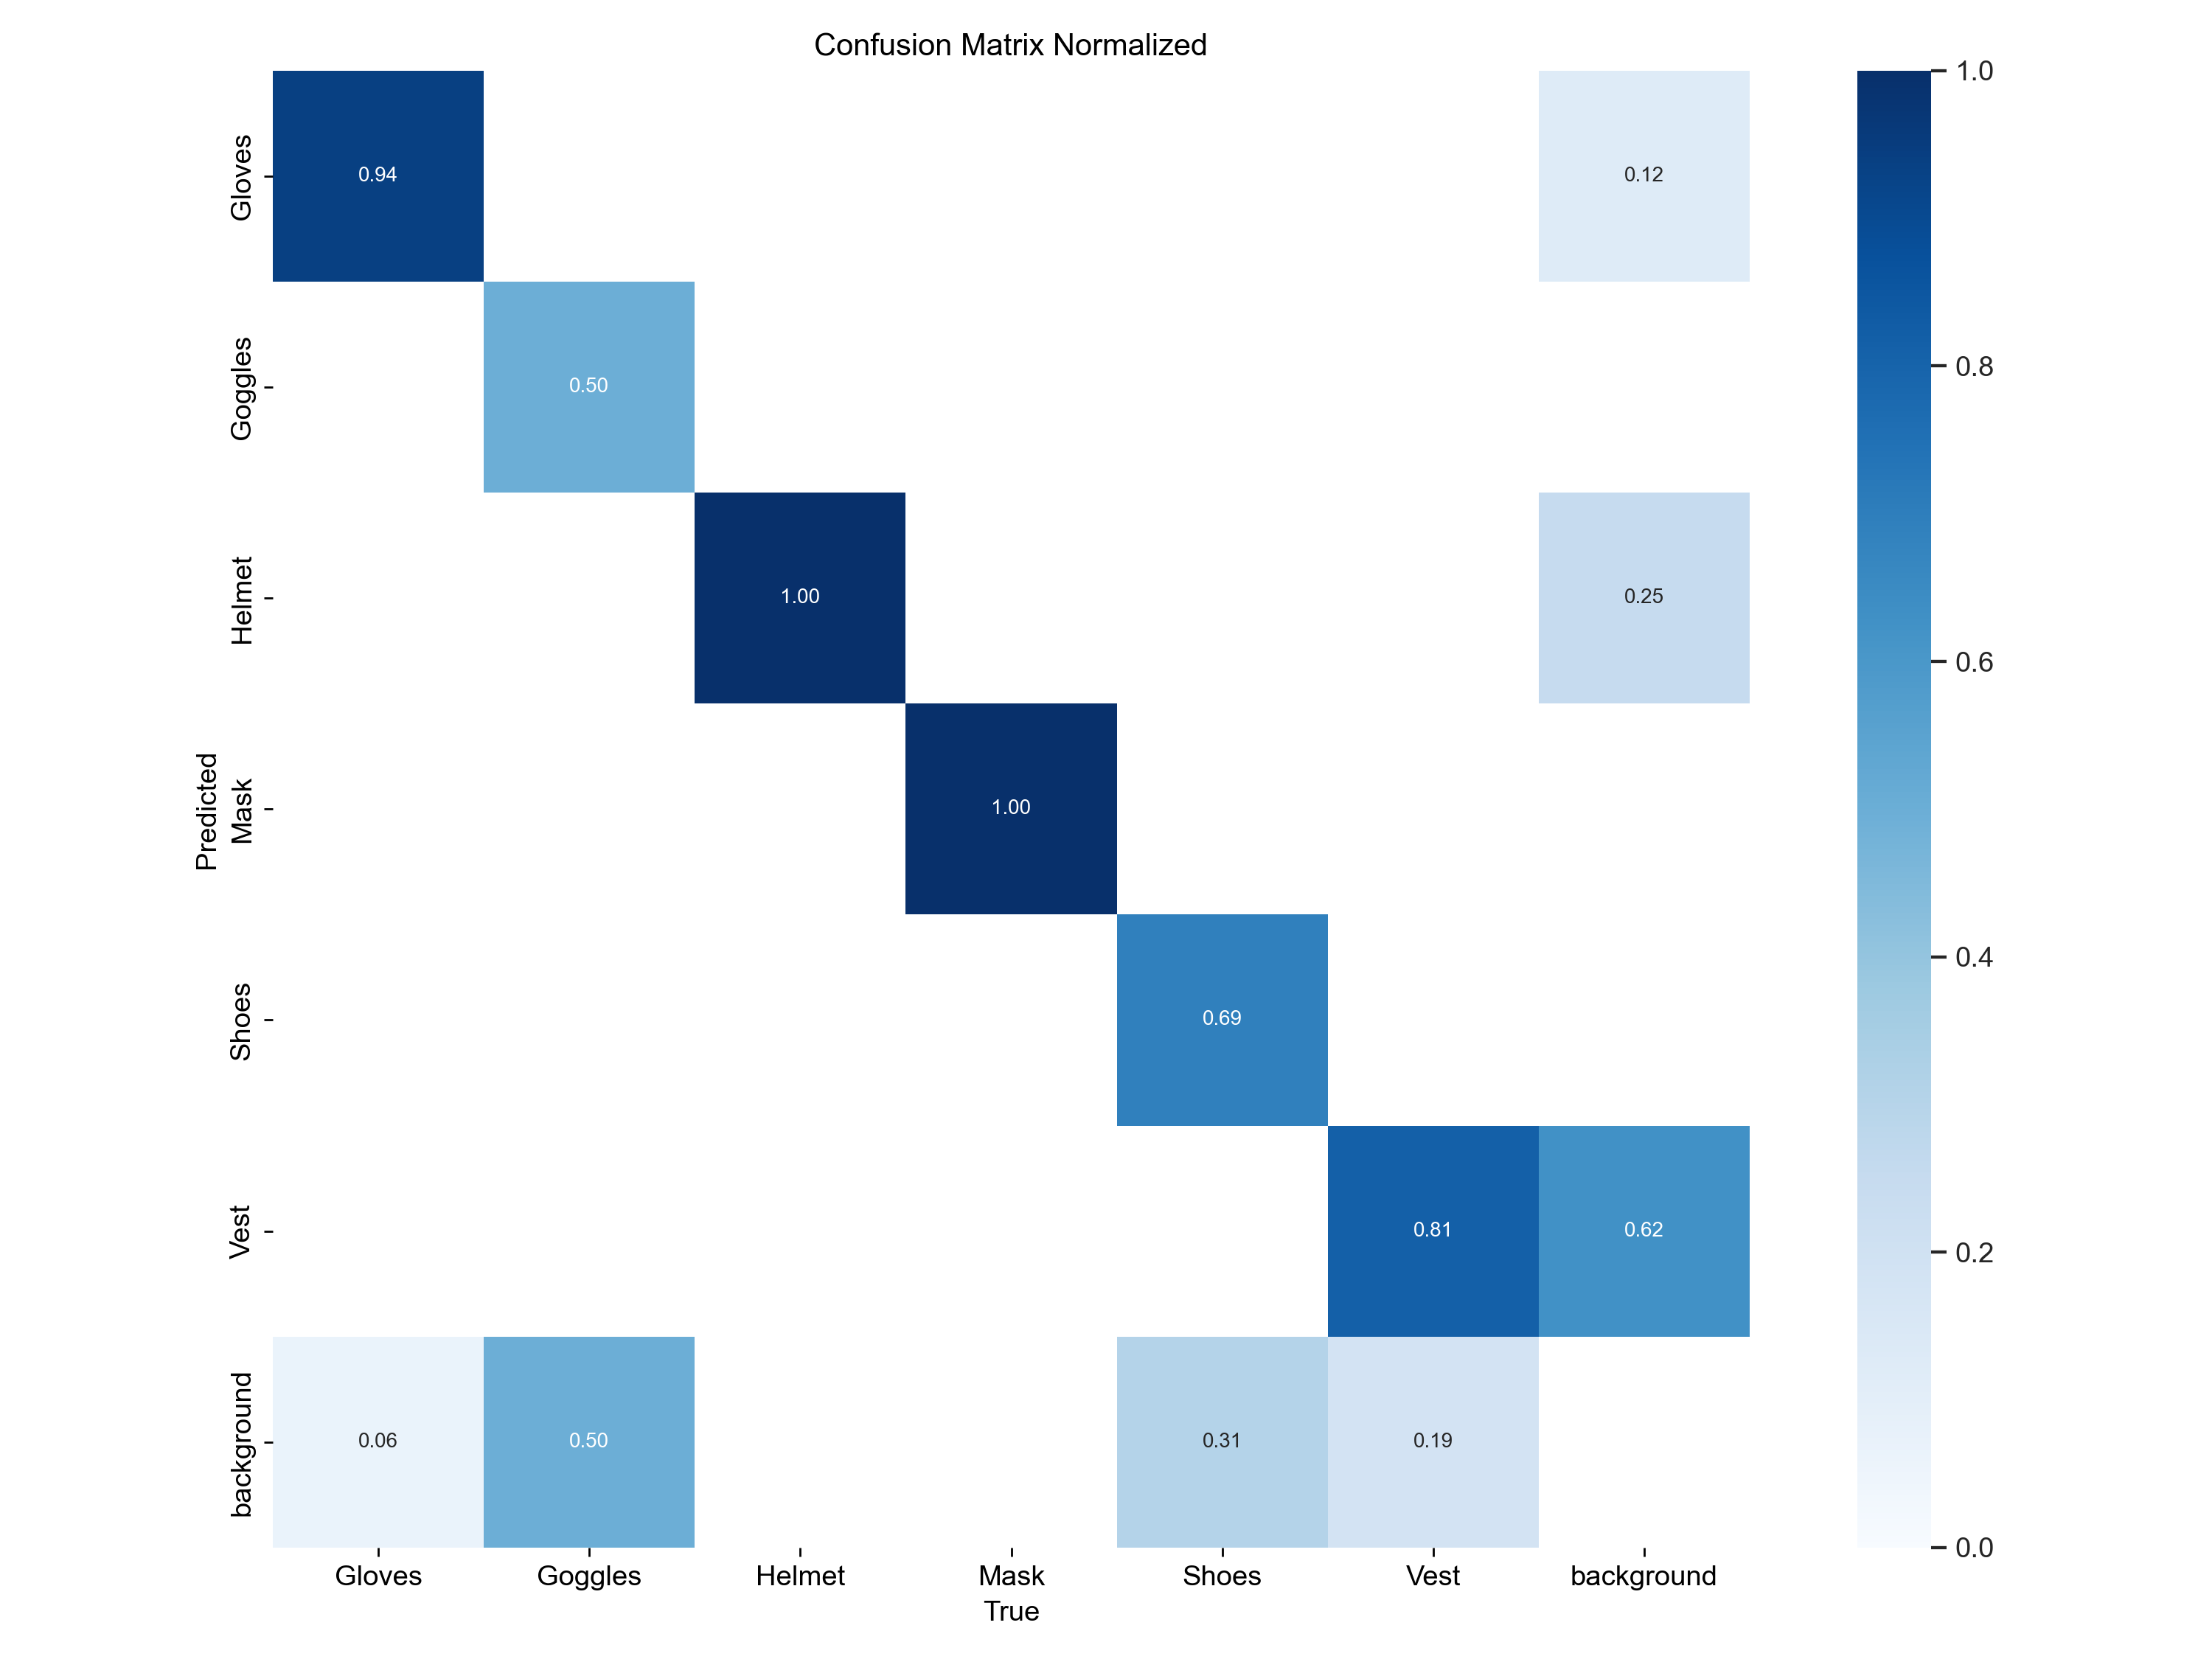 Confusion Matrix Normalized
Gloves
0.94
0.12
1.0
Goggles
0.50
0.8
Helmet
1.00
0.25
0.6
Predicted
Mask
1.00
0.4
Shoes
0.69
Vest
0.81
0.62
0.2
background
0.06
0.50
0.31
0.19
0.0
Gloves Goggles Helmet Mask Shoes Vest background
True